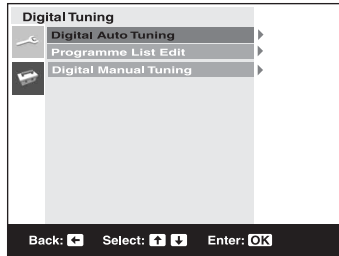 Digital Tuning
Digital Auto Tuning
Programme List Edit
Digital Manual Tuning
Back: ← Select: ↑ ↓ Enter: OK